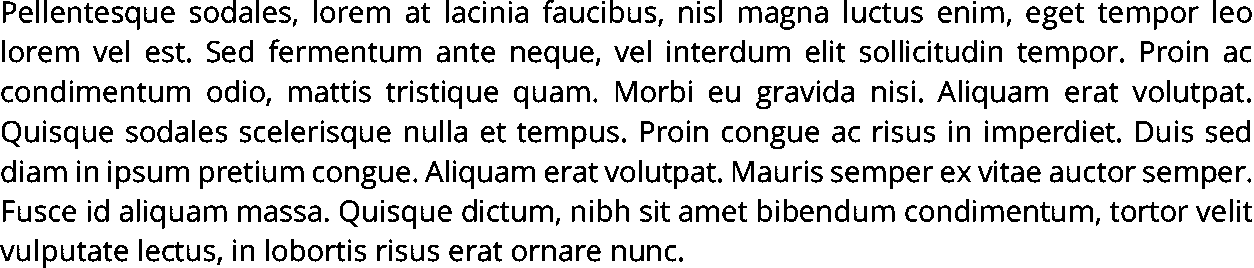 Pellentesque sodales, lorem at lacinia faucibus, nisl magna luctus enim, eget tempor leo
lorem vel est. Sed fermentum ante neque, vel interdum elit sollicitudin tempor. Proin ac
condimentum odio, mattis tristique quam. Morbi eu gravida nisi. Aliquam erat volutpat.
Quisque sodales scelerisque nulla et tempus. Proin congue ac risus in imperdiet. Duis sed
diam in ipsum pretium congue. Aliquam erat volutpat. Mauris semper ex vitae auctor semper.
Fusce id aliquam massa. Quisque dictum, nibh sit amet bibendum condimentum, tortor velit
vulputate lectus, in lobortis risus erat ornare nunc.